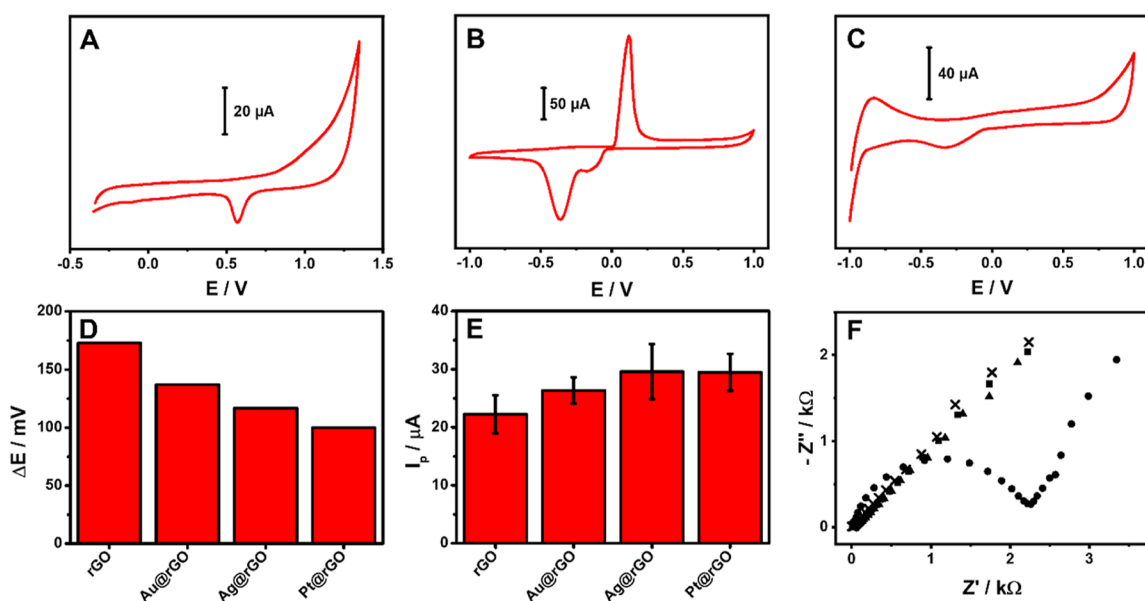 A
20 µA
-0.5 0.0 0.5 1.0 1.5
E / V
B
50 µA
-1.0 -0.5 0.0 0.5 1.0
E / V
C
40 µA
-1.0 -0.5 0.0 0.5 1.0
E / V
D
200
150
100
50
0
ΔE / mV
rGO
Au@rGO
Ag@rGO
Pt@rGO
E
40
30
20
10
0
Ip / µA
rGO
Au@rGO
Ag@rGO
Pt@rGO
F
2
1
0
- Z'' / kΩ
0 1 2 3
Z' / kΩ